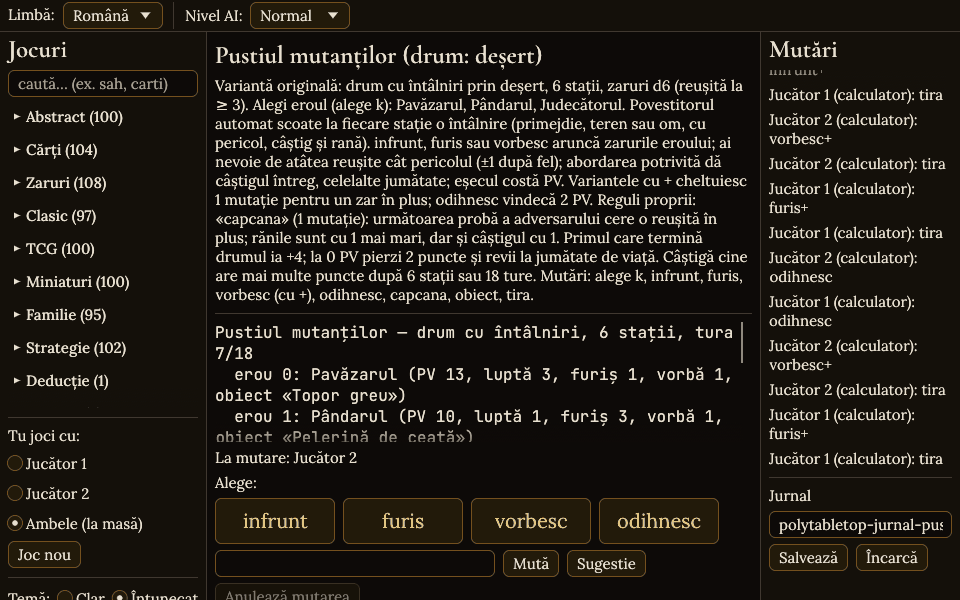 Limbă: Română Nivel AI: Normal
Jocuri
caută... (ex. sah, carti)
Abstract (100)
Cărți (104)
Zaruri (108)
Clasic (97)
TCG (100)
Miniaturi (100)
Familie (95)
Strategie (102)
Deducție (1)
Tu joci cu:
Jucător 1
Jucător 2
Ambele (la masă)
Joc nou
Temă: Clar Întunecat
Pustiul mutanților (drum: deșert)
Variantă originală: drum cu întâlniri prin deșert, 6 stații, zaruri d6 (reușită la
≥ 3). Alegi eroul (alege k): Pavăzarul, Pândarul, Judecătorul. Povestitorul
automat scoate la fiecare stație o întâlnire (primejdie, teren sau om, cu
pericol, câștig și rană). infrunt, furis sau vorbesc aruncă zarurile eroului; ai
nevoie de atâtea reușite cât pericolul (±1 după fel); abordarea potrivită dă
câștigul întreg, celelalte jumătate; eșecul costă PV. Variantele cu + cheltuiesc
1 mutație pentru un zar în plus; odihnesc vindecă 2 PV. Reguli proprii:
«capcana» (1 mutație): următoarea probă a adversarului cere o reușită în
plus; rănile sunt cu 1 mai mari, dar și câștigul cu 1. Primul care termină
drumul ia +4; la 0 PV pierzi 2 puncte și revii la jumătate de viață. Câștigă cine
are mai multe puncte după 6 stații sau 18 ture. Mutări: alege k, infrunt, furis,
vorbesc (cu +), odihnesc, capcana, obiect, tira.
Pustiul mutanților — drum cu întâlniri, 6 stații, tura
7/18
erou 0: Pavăzarul (PV 13, luptă 3, furiș 1, vorbă 1,
obiect «Topor greu»)
erou 1: Pândarul (PV 10, luptă 1, furiș 3, vorbă 1,
obiect «Pelerină de ceață»)
La mutare: Jucător 2
Alege:
infrunt furis vorbesc odihnesc
Mută Sugestie
Anulează mutarea
Mutări
infrunt+
Jucător 1 (calculator): tira
Jucător 2 (calculator):
vorbesc+
Jucător 2 (calculator): tira
Jucător 1 (calculator):
furis+
Jucător 1 (calculator): tira
Jucător 2 (calculator):
odihnesc
Jucător 1 (calculator):
odihnesc
Jucător 2 (calculator):
vorbesc+
Jucător 2 (calculator): tira
Jucător 1 (calculator):
furis+
Jucător 1 (calculator): tira
Jurnal
polytabletop-jurnal-pus
Salvează Încarcă